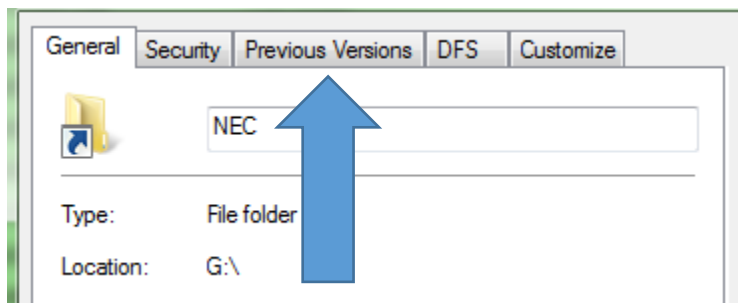 General Security Previous Versions DFS Customize
NEC
Type: File folder
Location: G:\